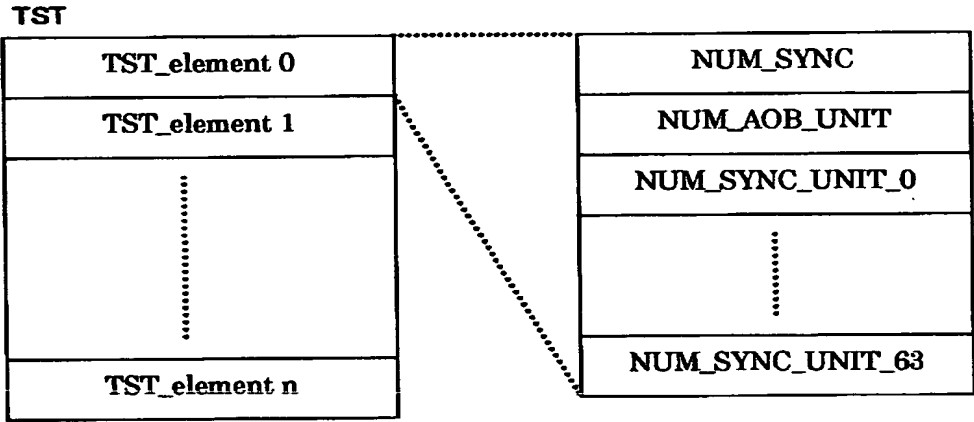 TST
TST_element 0
TST_element 1
TST_element n
NUM_SYNC
NUM_AOB_UNIT
NUM_SYNC_UNIT_0
NUM_SYNC_UNIT_63